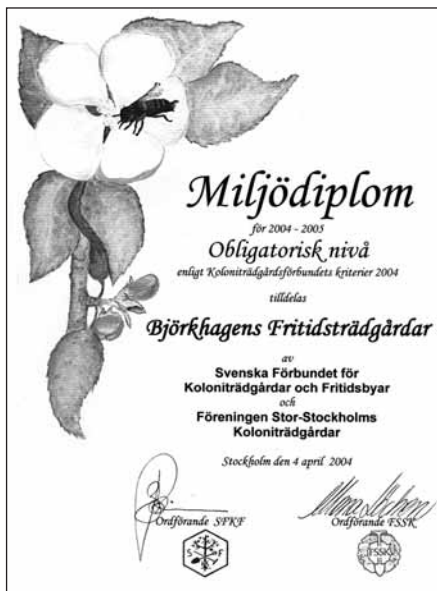 Miljödiplom
för 2004 - 2005
Obligatorisk nivå
enligt Koloniträdgårdsförbundets kriterier 2004
tilldelas
Björkhagens Fritidsträdgårdar
av
Svenska Förbundet för
Koloniträdgårdar och Fritidsbyar
och
Föreningen Stor-Stockholms
Koloniträdgårdar
Stockholm den 4 april 2004
Ordförande SFKF
Ordförande FSSK
S F
FSSK